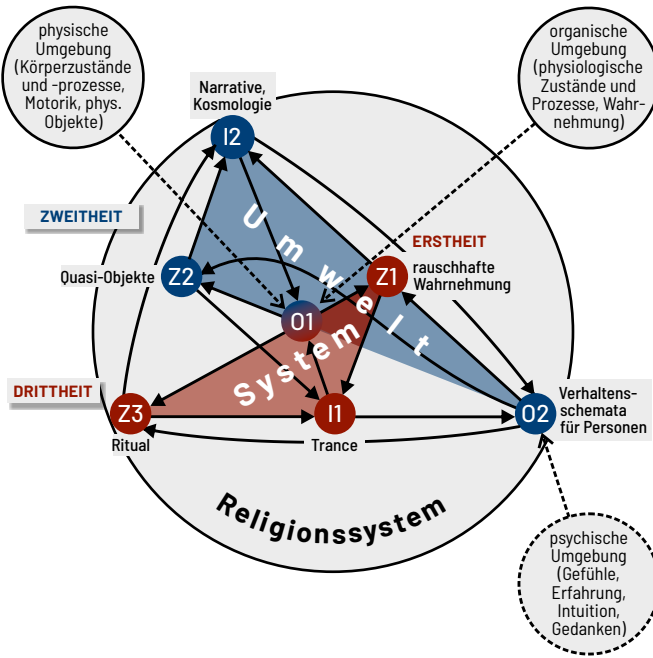 physische
Umgebung
(Körperzustände
und -prozesse,
Motorik, phys.
Objekte)
organische
Umgebung
(physiologische
Zustände und
Prozesse, Wahr-
nehmung)
Narrative,
Kosmologie
I2
ZWEITHEIT
Umwelt
ERSTHEIT
Quasi-Objekte
Z2
Z1
rauschhafte
Wahrnehmung
O1
System
DRITTHEIT
Z3
I1
O2
Verhaltens-
schemata
für Personen
Ritual
Trance
Religionssystem
psychische
Umgebung
(Gefühle,
Erfahrung,
Intuition,
Gedanken)